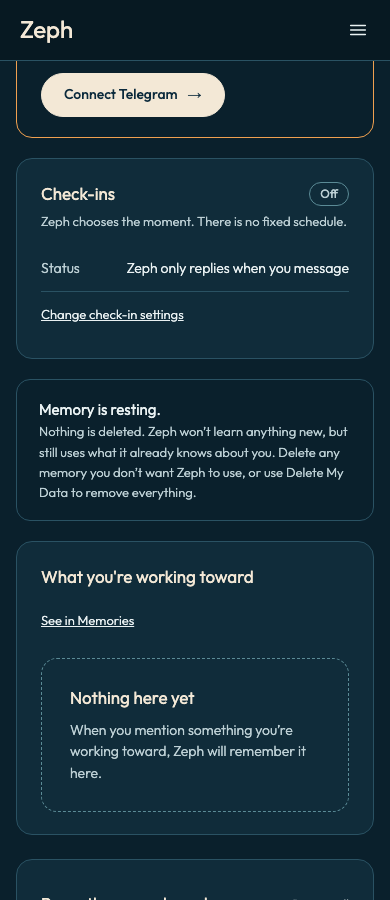 Zeph
Connect Telegram →
Check-ins
Off
Zeph chooses the moment. There is no fixed schedule.
Status
Zeph only replies when you message
Change check-in settings
Memory is resting.
Nothing is deleted. Zeph won’t learn anything new, but
still uses what it already knows about you. Delete any
memory you don’t want Zeph to use, or use Delete My
Data to remove everything.
What you're working toward
See in Memories
Nothing here yet
When you mention something you’re
working toward, Zeph will remember it
here.